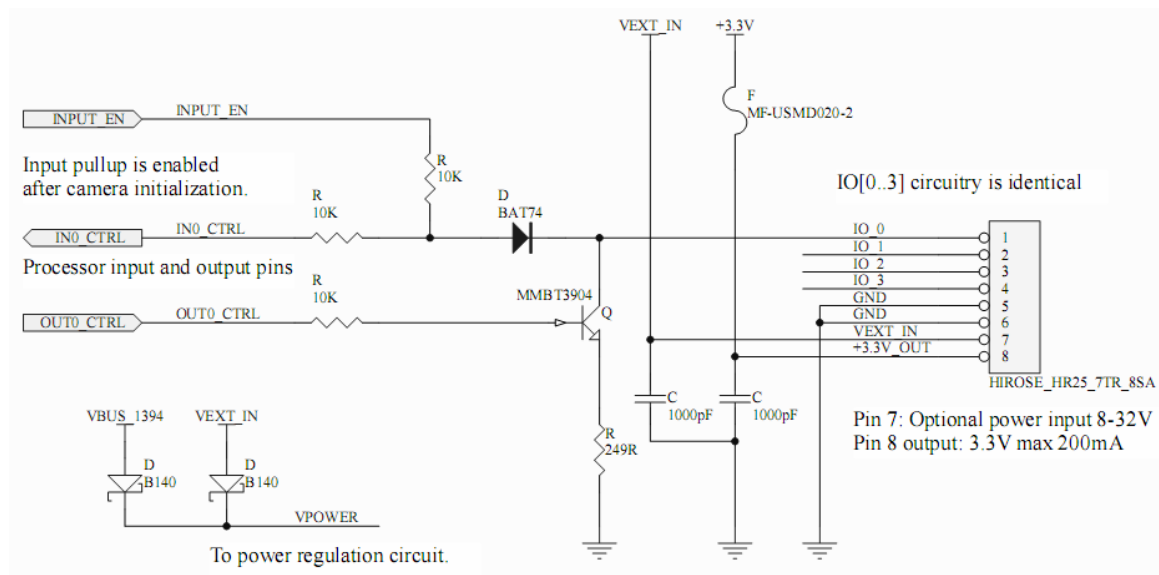 VEXT_IN
+3.3V
F
MF-USMD020-2
INPUT_EN
INPUT_EN
R
10K
Input pullup is enabled
after camera initialization.
IO[0..3] circuitry is identical
R
10K
D
BAT74
IN0_CTRL
IN0_CTRL
Processor input and output pins
IO_0
1
IO_1
2
IO_2
3
IO_3
4
GND
5
GND
6
VEXT_IN
7
+3.3V_OUT
8
HIROSE_HR25_7TR_8SA
R
10K
MMBT3904
Q
OUT0_CTRL
OUT0_CTRL
C
1000pF
C
1000pF
Pin 7: Optional power input 8-32V
Pin 8 output: 3.3V max 200mA
R
249R
VBUS_1394
VEXT_IN
D
B140
D
B140
VPOWER
To power regulation circuit.